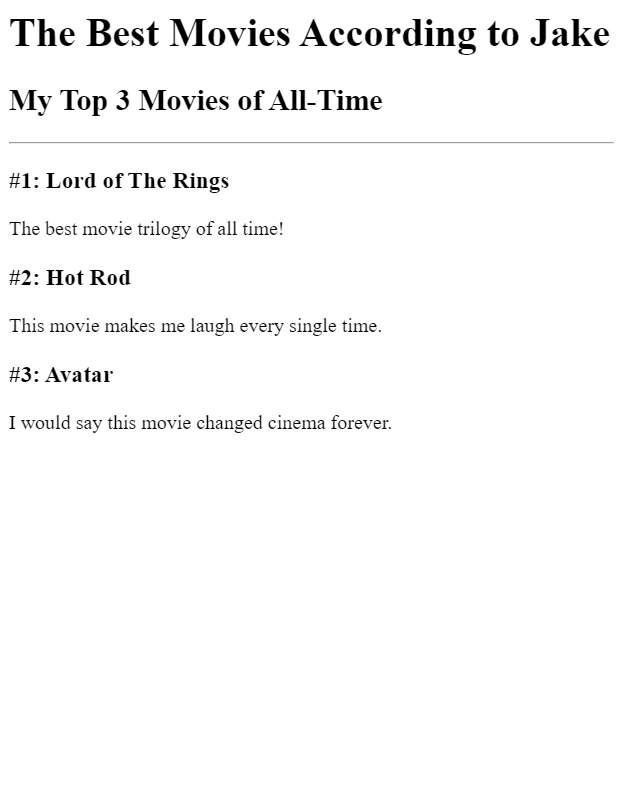 The Best Movies According to Jake
My Top 3 Movies of All-Time
#1: Lord of The Rings
The best movie trilogy of all time!
#2: Hot Rod
This movie makes me laugh every single time.
#3: Avatar
I would say this movie changed cinema forever.